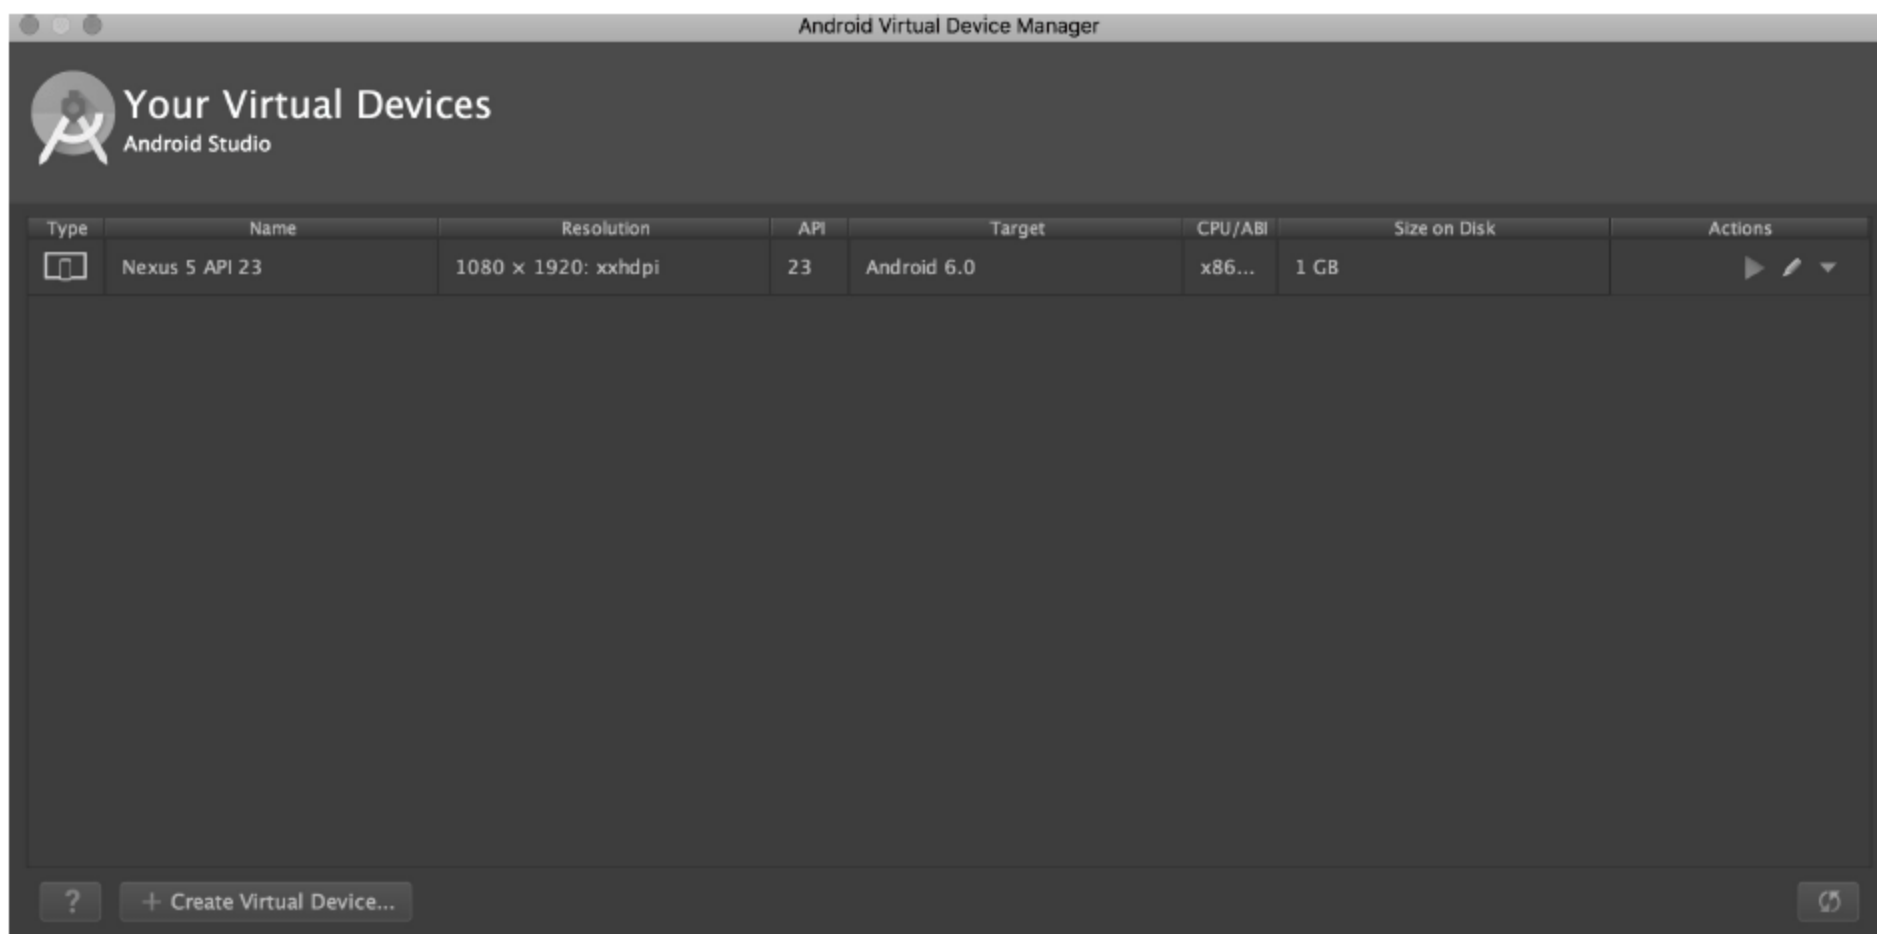 Android Virtual Device Manager
Your Virtual Devices
Android Studio
Type Name Resolution API Target CPU/ABI Size on Disk Actions
Nexus 5 API 23 1080 × 1920: xxhdpi 23 Android 6.0 x86... 1 GB
? + Create Virtual Device...